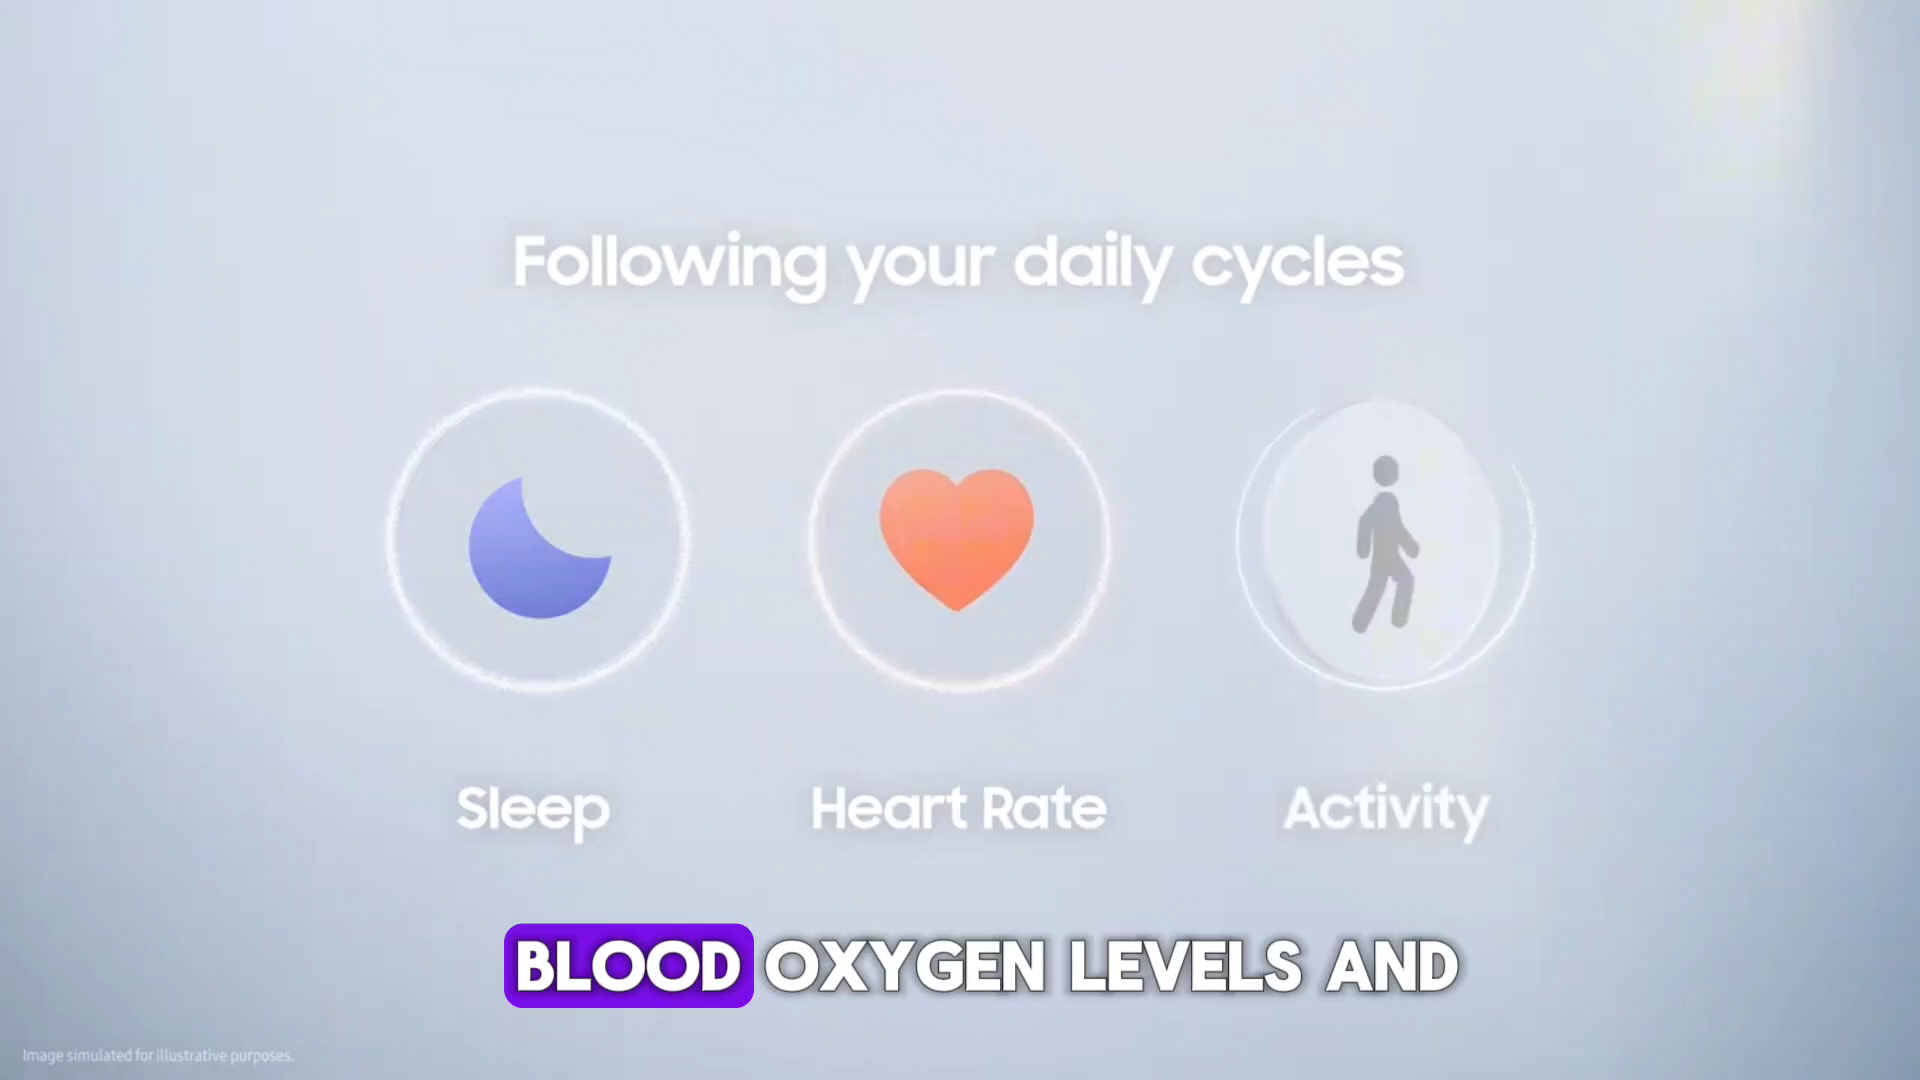 Following your daily cycles
Sleep
Heart Rate
Activity
BLOOD OXYGEN LEVELS AND
Image simulated for illustrative purposes.